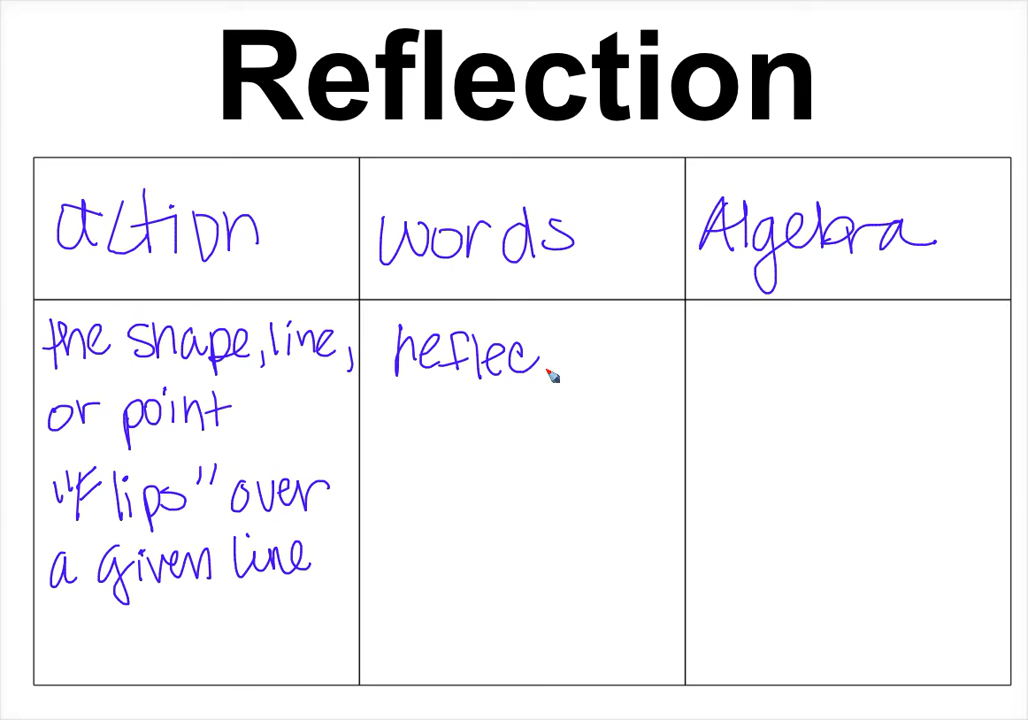 Reflection
action
words
Algebra
the shape, line,
or point
"Flips" over
a given line
reflec